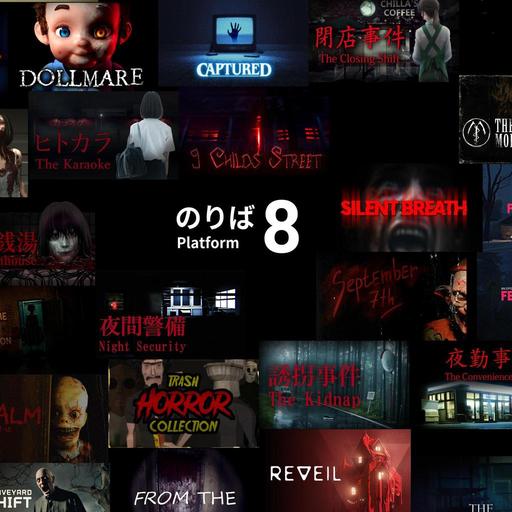 DOLLMARE
CAPTURED
CHILLA'S
COFFEE
閉店事件
The Closing Shift
THE
MO
ヒトカラ
The Karaoke
9 CHILDS STREET
のりば 8
Platform
SILENT BREATH
F
銭湯
house
September
7th
FE
夜間警備
Night Security
TRASH
HORROR
COLLECTION
誘拐事件
The Kidnap
夜勤事
The Convenience
ALM
VEYARD
HIFT
FROM THE
REVEIL
THE